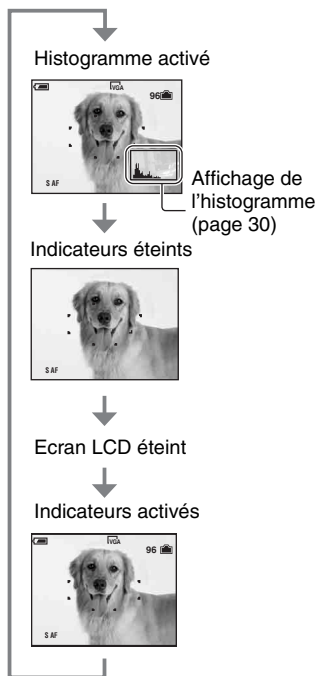 Histogramme activé
VGA
96
S AF
Affichage de
l'histogramme
(page 30)
Indicateurs éteints
S AF
Ecran LCD éteint
Indicateurs activés
VGA
96
S AF